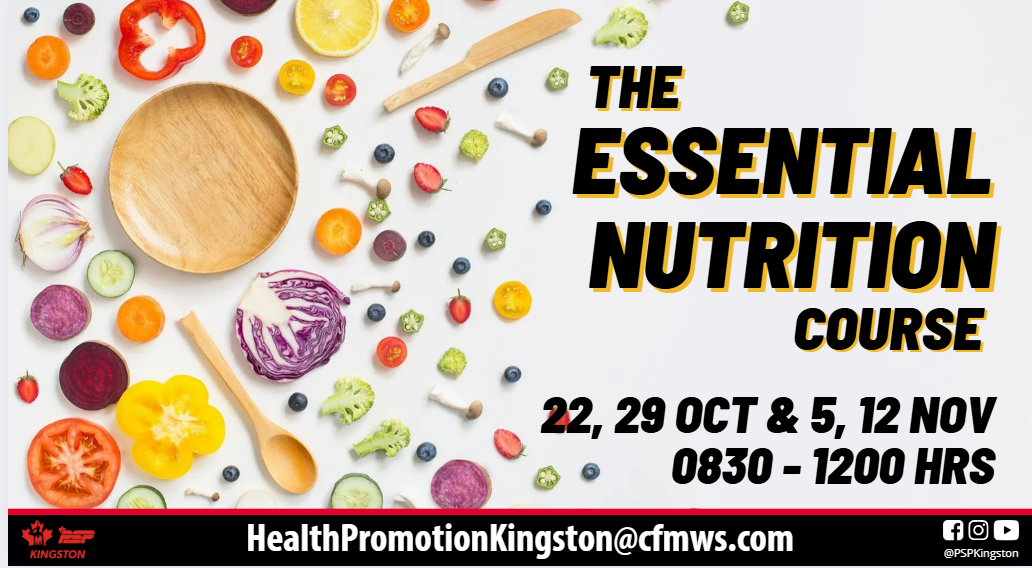 THE
ESSENTIAL
NUTRITION
COURSE
22, 29 OCT & 5, 12 NOV
0830 - 1200 HRS
PSP
KINGSTON
HealthPromotionKingston@cfmws.com
@PSPKingston